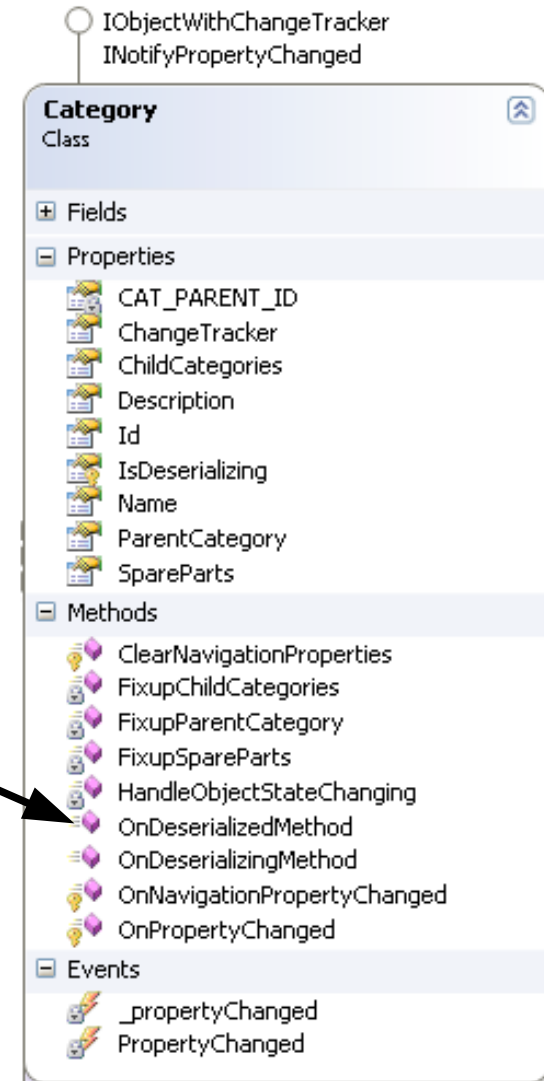 IObjectWithChangeTracker
INotifyPropertyChanged
Category
Class
Fields
Properties
CAT_PARENT_ID
ChangeTracker
ChildCategories
Description
Id
IsDeserializing
Name
ParentCategory
SpareParts
Methods
ClearNavigationProperties
FixupChildCategories
FixupParentCategory
FixupSpareParts
HandleObjectStateChanging
OnDeserializedMethod
OnDeserializingMethod
OnNavigationPropertyChanged
OnPropertyChanged
Events
_propertyChanged
PropertyChanged